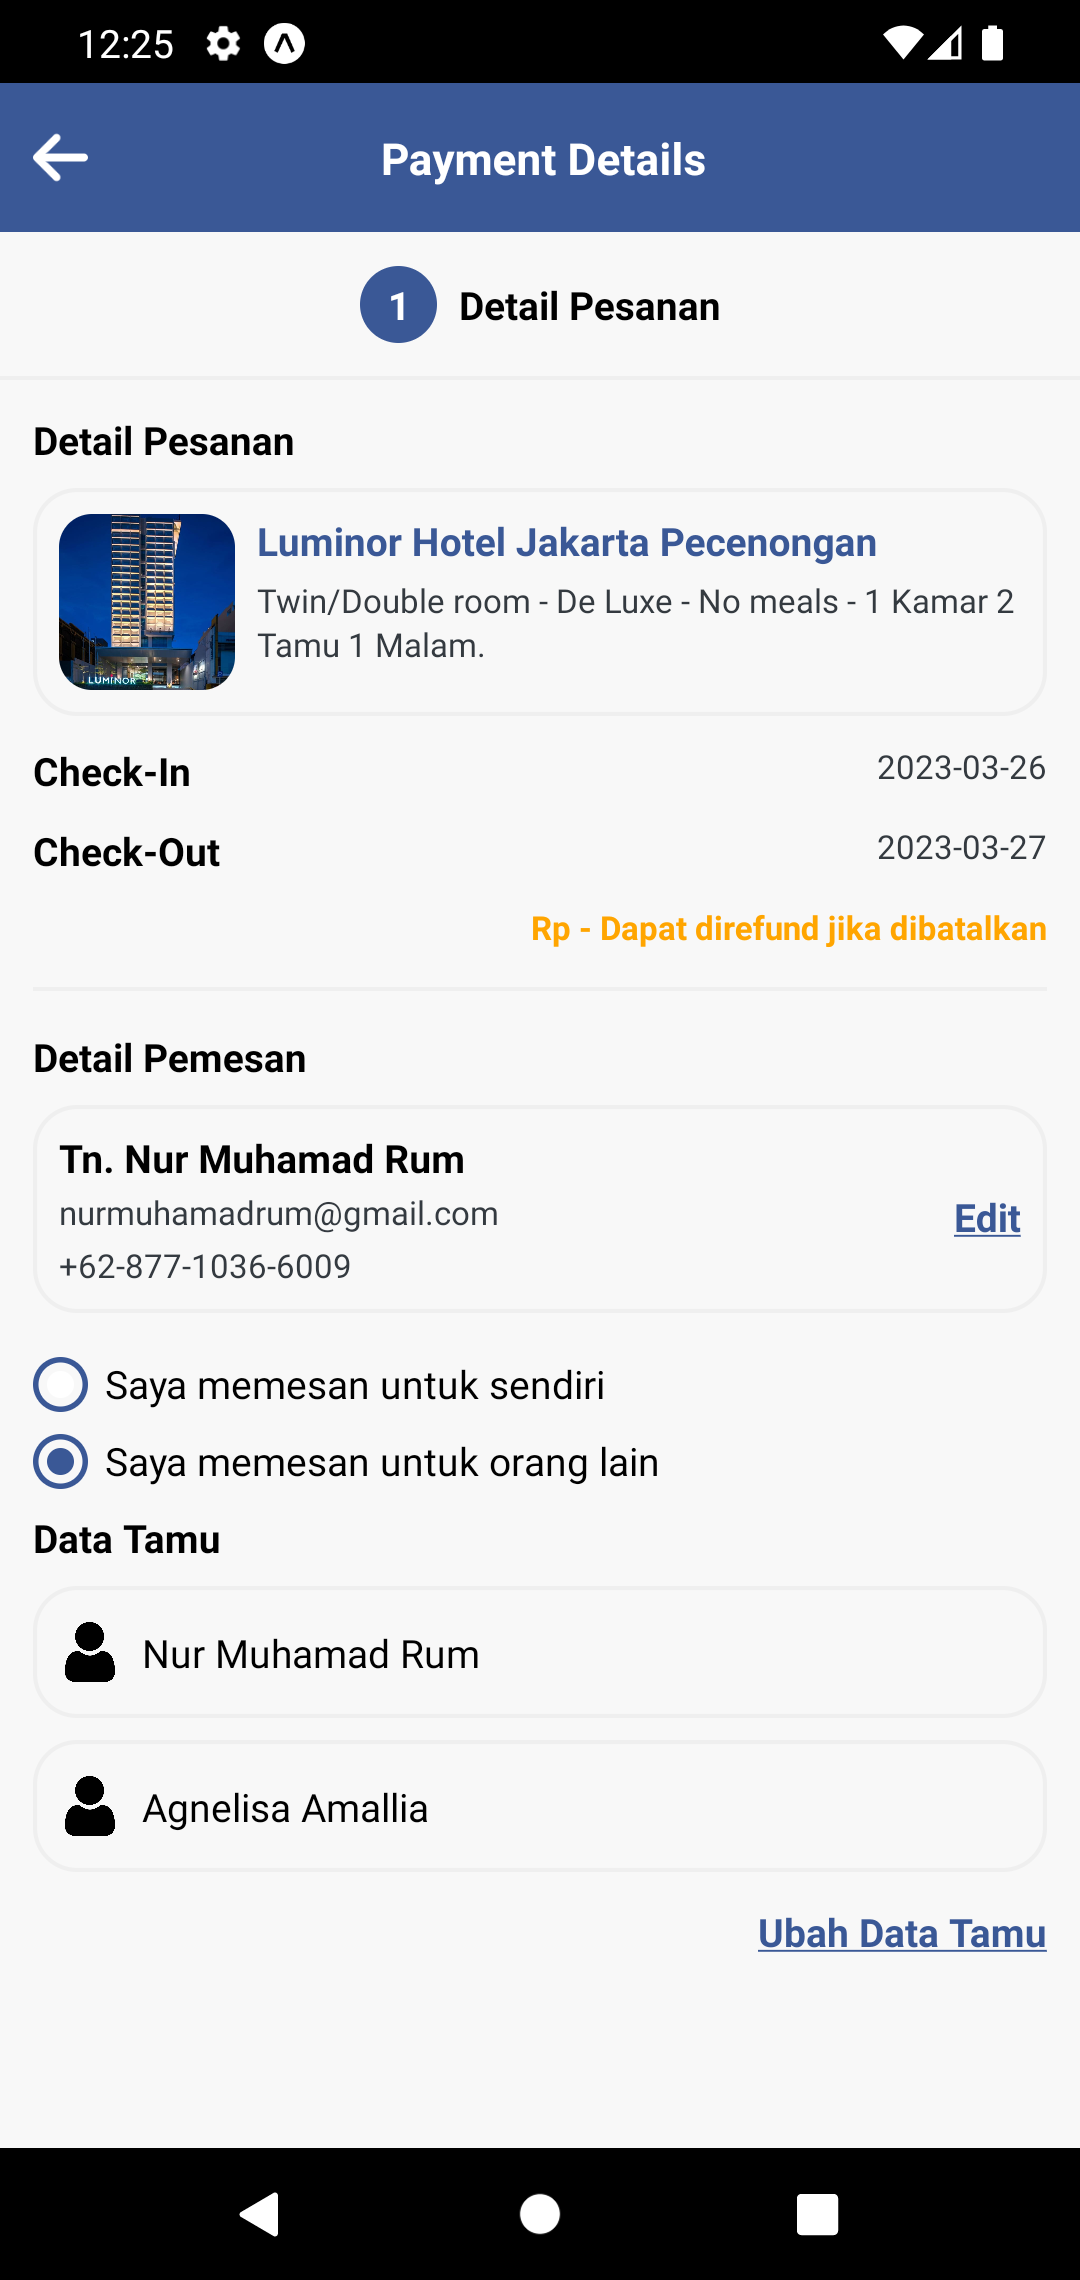 12:25
Payment Details
1 Detail Pesanan
Detail Pesanan
Luminor Hotel Jakarta Pecenongan
Twin/Double room - De Luxe - No meals - 1 Kamar 2
Tamu 1 Malam.
LUMINOR
Check-In 2023-03-26
Check-Out 2023-03-27
Rp - Dapat direfund jika dibatalkan
Detail Pemesan
Tn. Nur Muhamad Rum
nurmuhamadrum@gmail.com
Edit
+62-877-1036-6009
Saya memesan untuk sendiri
Saya memesan untuk orang lain
Data Tamu
Nur Muhamad Rum
Agnelisa Amallia
Ubah Data Tamu